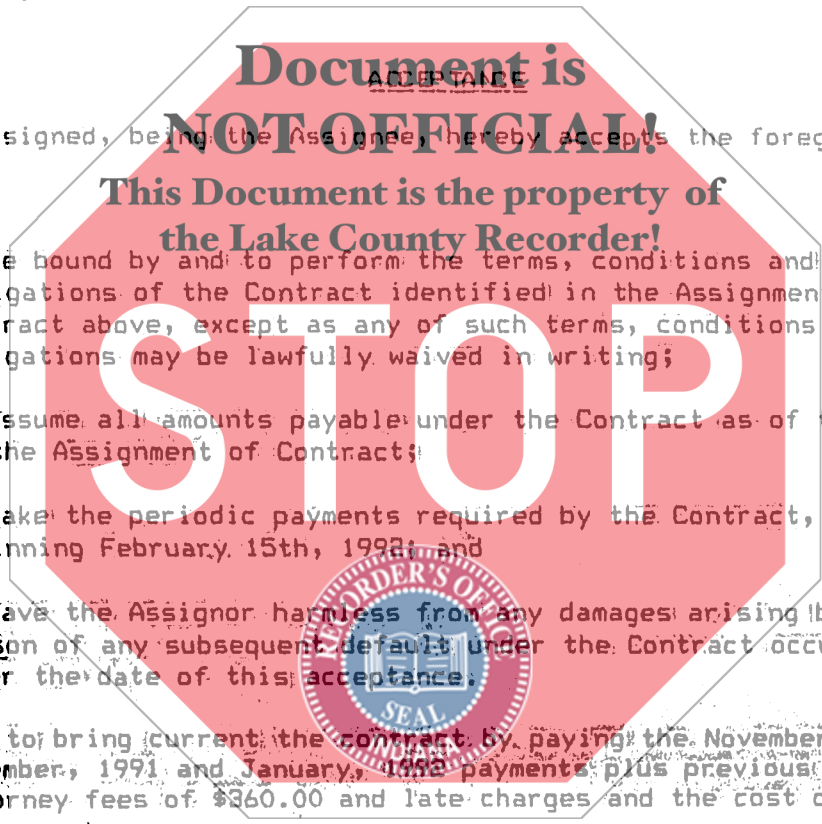 Document is
ACCEPTANCE
NOT OFFICIAL!
signed, being the Assignee, hereby accepts the foreg
This Document is the property of
the Lake County Recorder!
e bound by and to perform the terms, conditions and
gations of the Contract identified in the Assignmen
ract above, except as any of such terms, conditions
gations may be lawfully waived in writing;
STOP
ssume all amounts payable under the Contract as of
he Assignment of Contract;
ake the periodic payments required by the Contract,
nning February 15th, 1992; and
RECORDER'S OFFICE
ave the Assignor harmless from any damages arising b
on of any subsequent default under the Contract occu
r the date of this acceptance.
SEAL
INDIANA
to bring current the contract by paying the November
mber, 1991 and January, 1992 payments plus previous
rney fees of $360.00 and late charges and the cost o